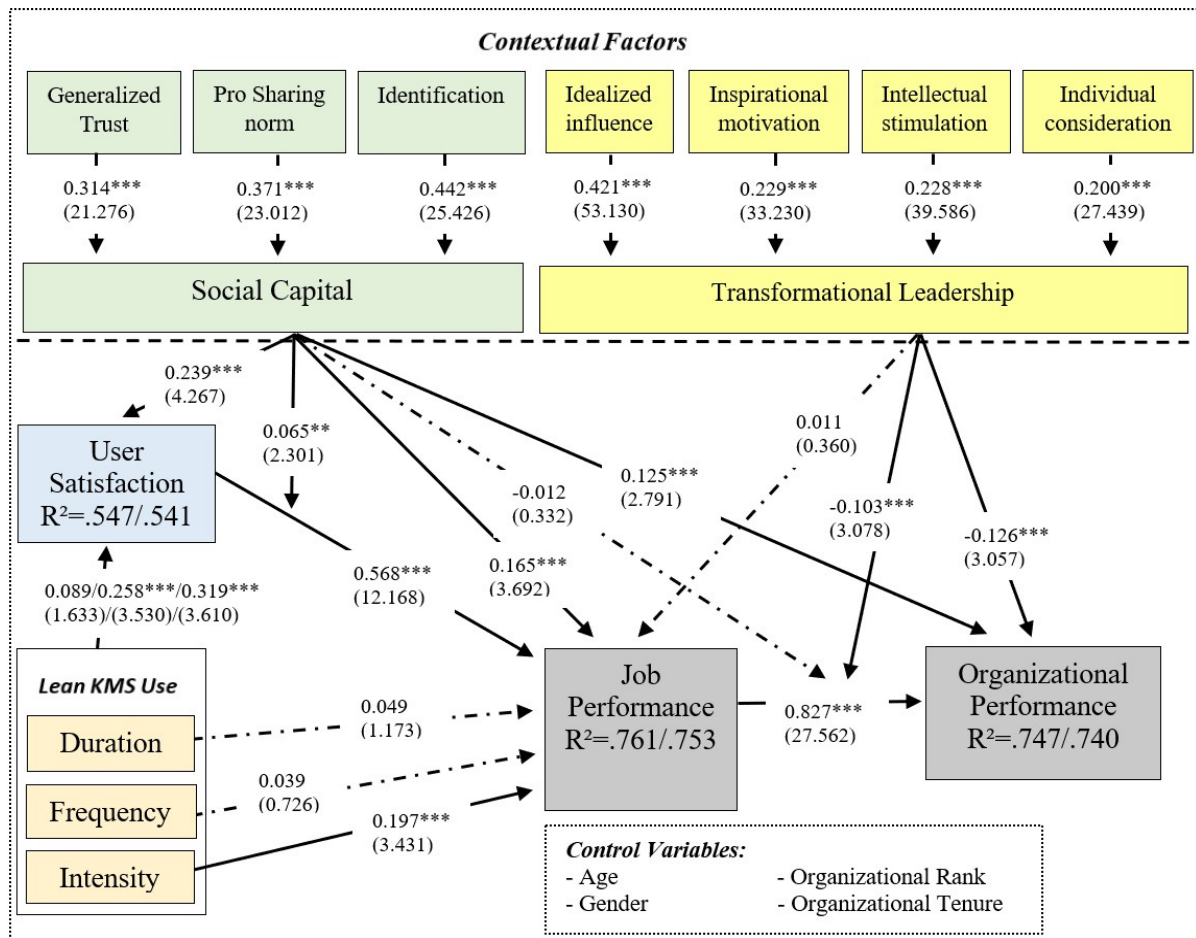 Contextual Factors
Generalized
Trust
Pro Sharing
norm
Identification
Idealized
influence
Inspirational
motivation
Intellectual
stimulation
Individual
consideration
0.314***
(21.276)
0.371***
(23.012)
0.442***
(25.426)
0.421***
(53.130)
0.229***
(33.230)
0.228***
(39.586)
0.200***
(27.439)
Social Capital
Transformational Leadership
0.239***
(4.267)
0.065**
(2.301)
-0.012
(0.332)
0.125***
(2.791)
0.011
(0.360)
-0.103***
(3.078)
-0.126***
(3.057)
User
Satisfaction
R²=.547/.541
0.568***
(12.168)
0.165***
(3.692)
0.089/0.258***/0.319***
(1.633)/(3.530)/(3.610)
Lean KMS Use
Duration
Frequency
Intensity
0.049
(1.173)
0.039
(0.726)
0.197***
(3.431)
Job
Performance
R²=.761/.753
0.827***
(27.562)
Organizational
Performance
R²=.747/.740
Control Variables:
- Age
- Gender
- Organizational Rank
- Organizational Tenure